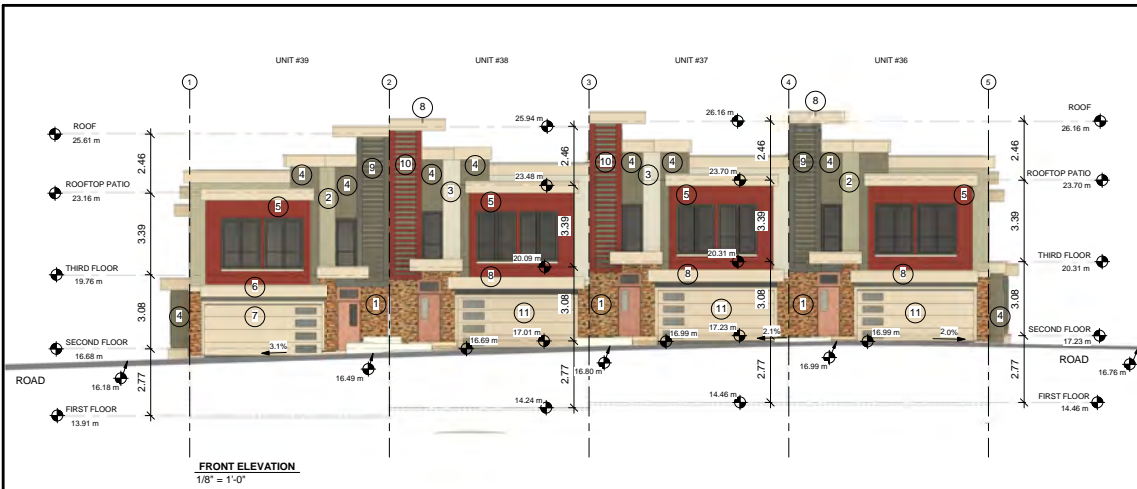 UNIT #39
UNIT #38
UNIT #37
UNIT #36
1
2
3
4
5
8
8
ROOF
25.61 m
25.94 m
26.16 m
ROOF
26.16 m
2.46
2.46
2.46
2.46
4
4
2
9
10
4
3
4
10
4
3
4
9
4
2
ROOFTOP PATIO
23.16 m
23.48 m
23.70 m
ROOFTOP PATIO
23.70 m
5
5
5
5
3.39
3.39
3.39
3.39
THIRD FLOOR
19.76 m
20.09 m
20.31 m
THIRD FLOOR
20.31 m
6
8
8
8
3.08
3.08
3.08
3.08
4
7
1
11
1
11
1
11
4
SECOND FLOOR
16.68 m
17.01 m
17.23 m
SECOND FLOOR
17.23 m
3.1%
16.69 m
16.99 m
2.1%
16.99 m
2.0%
ROAD
16.18 m
16.49 m
16.80 m
16.99 m
ROAD
16.76 m
2.77
2.77
2.77
2.77
FIRST FLOOR
13.91 m
14.24 m
14.46 m
FIRST FLOOR
14.46 m
FRONT ELEVATION
1/8" = 1'-0"